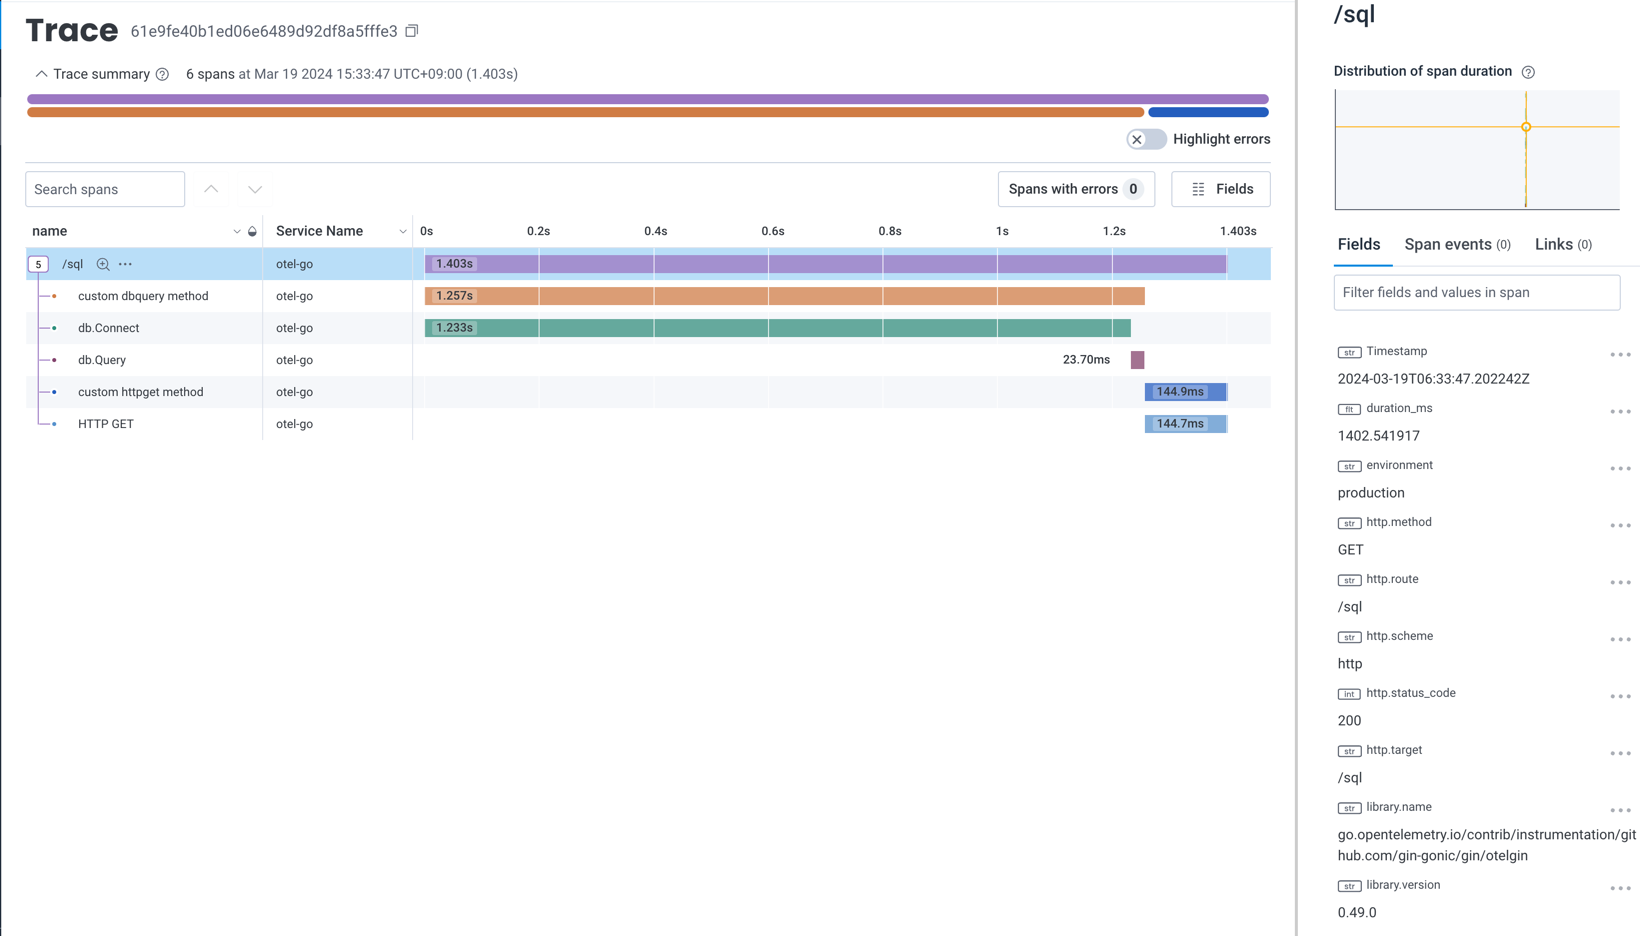 Trace 61e9fe40b1ed06e6489d92df8a5fffe3
Trace summary 6 spans at Mar 19 2024 15:33:47 UTC+09:00 (1.403s)
Highlight errors
Search spans
Spans with errors 0
Fields
name Service Name 0s 0.2s 0.4s 0.6s 0.8s 1s 1.2s 1.403s
5 /sql otel-go 1.403s
custom dbquery method otel-go 1.257s
db.Connect otel-go 1.233s
db.Query otel-go 23.70ms
custom httpget method otel-go 144.9ms
HTTP GET otel-go 144.7ms
/sql
Distribution of span duration
Fields Span events (0) Links (0)
Filter fields and values in span
str Timestamp
2024-03-19T06:33:47.202242Z
flt duration_ms
1402.541917
str environment
production
str http.method
GET
str http.route
/sql
str http.scheme
http
int http.status_code
200
str http.target
/sql
str library.name
go.opentelemetry.io/contrib/instrumentation/git
hub.com/gin-gonic/gin/otelgin
str library.version
0.49.0